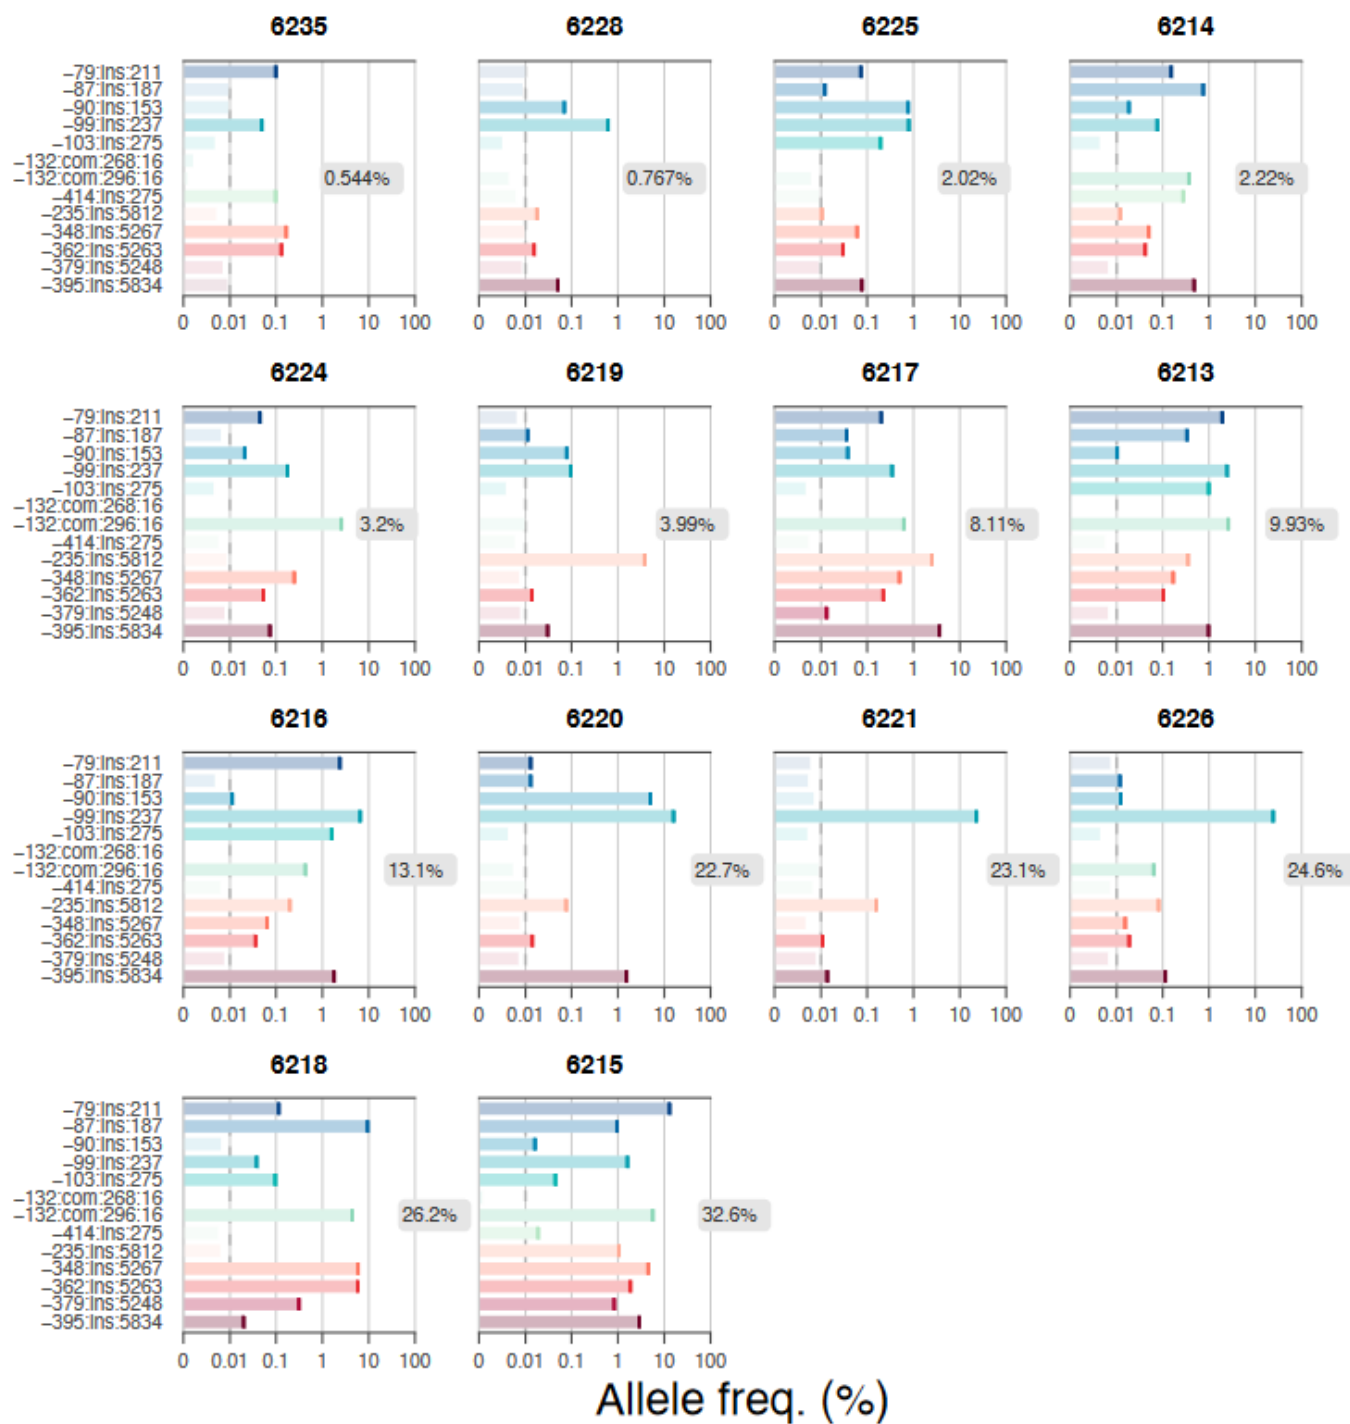 6235 6228 6225 6214
−79:Ins:211
−87:Ins:187
−90:Ins:153
−99:Ins:237
−103:Ins:275
−132:com:268:16
−132:com:296:16 0.544% 0.767% 2.02% 2.22%
−414:Ins:275
−235:Ins:5812
−348:Ins:5267
−362:Ins:5263
−379:Ins:5248
−395:Ins:5834
0 0.01 0.1 1 10 100 0 0.01 0.1 1 10 100 0 0.01 0.1 1 10 100 0 0.01 0.1 1 10 100
6224 6219 6217 6213
−79:Ins:211
−87:Ins:187
−90:Ins:153
−99:Ins:237
−103:Ins:275
−132:com:268:16
−132:com:296:16 3.2% 3.99% 8.11% 9.93%
−414:Ins:275
−235:Ins:5812
−348:Ins:5267
−362:Ins:5263
−379:Ins:5248
−395:Ins:5834
0 0.01 0.1 1 10 100 0 0.01 0.1 1 10 100 0 0.01 0.1 1 10 100 0 0.01 0.1 1 10 100
6216 6220 6221 6226
−79:Ins:211
−87:Ins:187
−90:Ins:153
−99:Ins:237
−103:Ins:275
−132:com:268:16
−132:com:296:16 13.1% 22.7% 23.1% 24.6%
−414:Ins:275
−235:Ins:5812
−348:Ins:5267
−362:Ins:5263
−379:Ins:5248
−395:Ins:5834
0 0.01 0.1 1 10 100 0 0.01 0.1 1 10 100 0 0.01 0.1 1 10 100 0 0.01 0.1 1 10 100
6218 6215
−79:Ins:211
−87:Ins:187
−90:Ins:153
−99:Ins:237
−103:Ins:275
−132:com:268:16
−132:com:296:16 26.2% 32.6%
−414:Ins:275
−235:Ins:5812
−348:Ins:5267
−362:Ins:5263
−379:Ins:5248
−395:Ins:5834
0 0.01 0.1 1 10 100 0 0.01 0.1 1 10 100
Allele freq. (%)